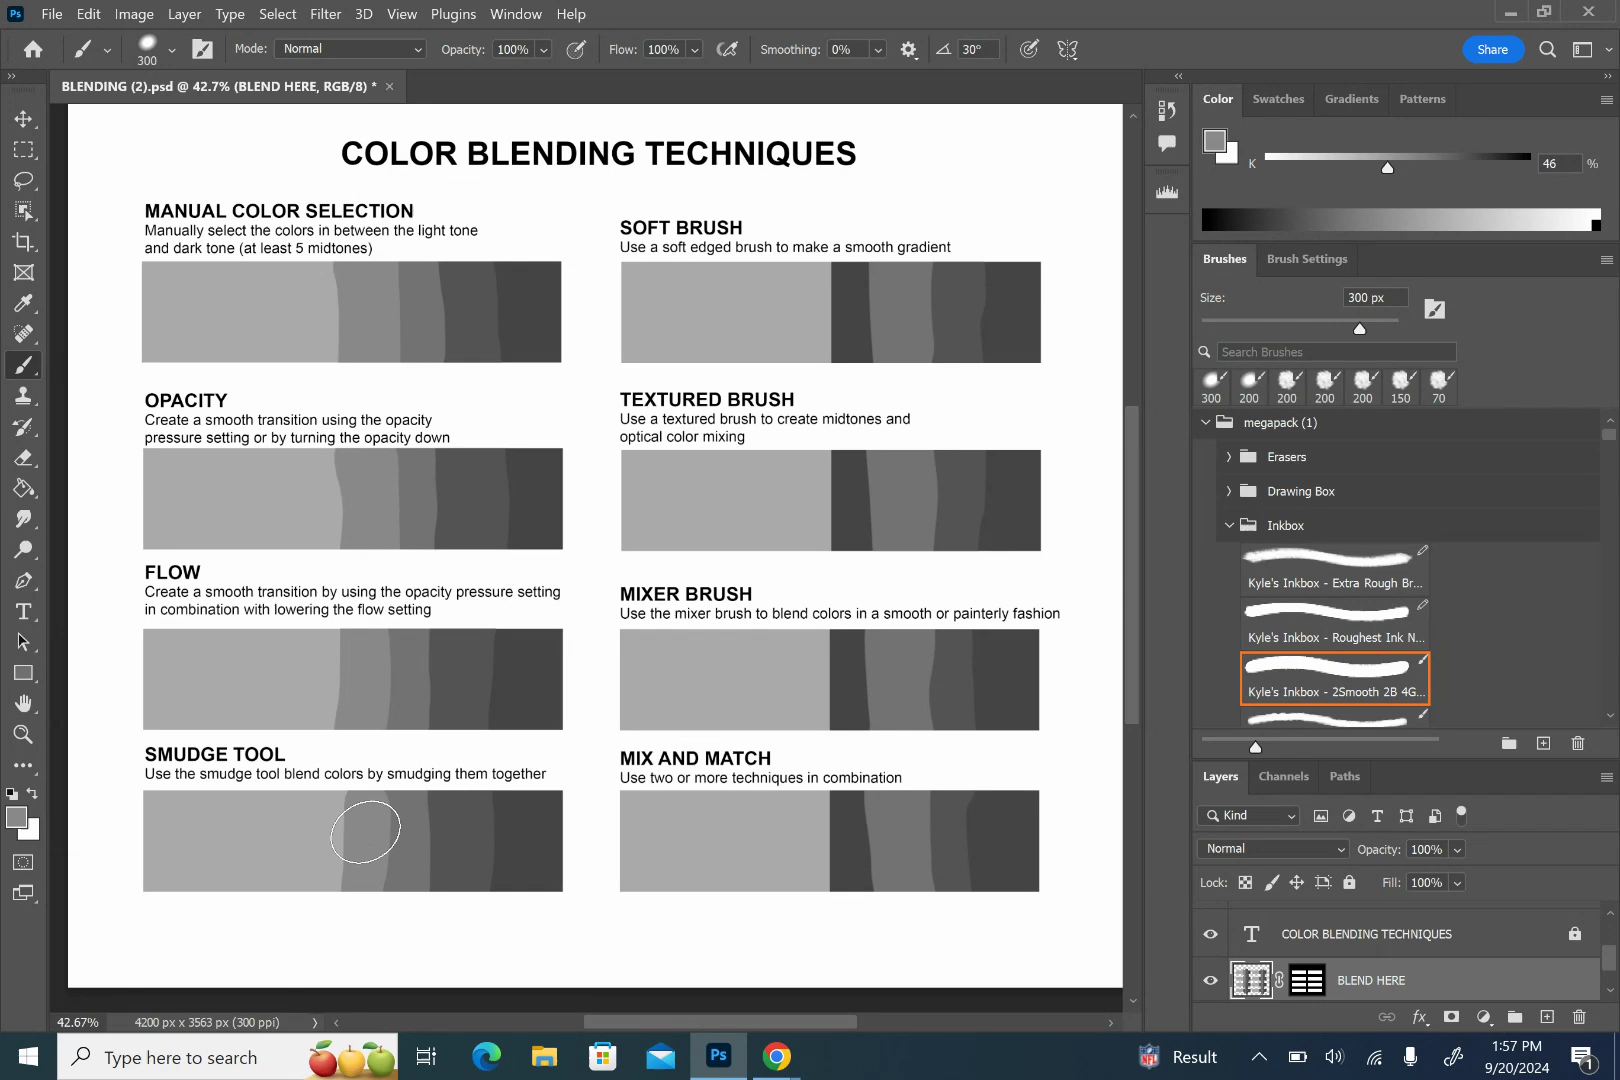 Ps File Edit Image Layer Type Select Filter 3D View Plugins Window Help
300 Mode: Normal Opacity: 100% Flow: 100% Smoothing: 0% 30° Share
BLENDING (2).psd @ 42.7% (BLEND HERE, RGB/8) *
COLOR BLENDING TECHNIQUES
MANUAL COLOR SELECTION
Manually select the colors in between the light tone
and dark tone (at least 5 midtones)
SOFT BRUSH
Use a soft edged brush to make a smooth gradient
OPACITY
Create a smooth transition using the opacity
pressure setting or by turning the opacity down
TEXTURED BRUSH
Use a textured brush to create midtones and
optical color mixing
FLOW
Create a smooth transition by using the opacity pressure setting
in combination with lowering the flow setting
MIXER BRUSH
Use the mixer brush to blend colors in a smooth or painterly fashion
SMUDGE TOOL
Use the smudge tool blend colors by smudging them together
MIX AND MATCH
Use two or more techniques in combination
42.67% 4200 px x 3563 px (300 ppi)
Color Swatches Gradients Patterns
K 46 %
Brushes Brush Settings
Size: 300 px
Search Brushes
300 200 200 200 200 150 70
megapack (1)
Erasers
Drawing Box
Inkbox
Kyle's Inkbox - Extra Rough Br...
Kyle's Inkbox - Roughest Ink N...
Kyle's Inkbox - 2Smooth 2B 4G...
Layers Channels Paths
Kind
Normal Opacity: 100%
Lock: Fill: 100%
T COLOR BLENDING TECHNIQUES
BLEND HERE
fx
Type here to search Ps Result 1:57 PM
9/20/2024 1